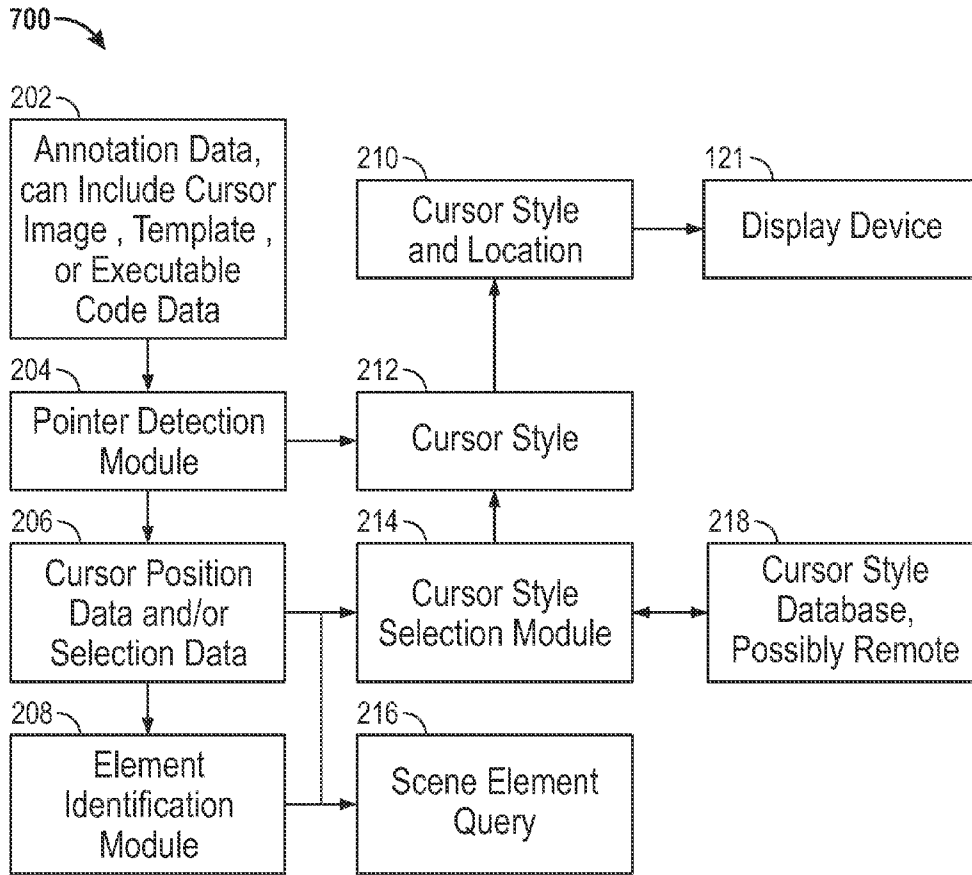 700
202
Annotation Data,
can Include Cursor
Image , Template ,
or Executable
Code Data
210
Cursor Style
and Location
121
Display Device
204
Pointer Detection
Module
212
Cursor Style
206
Cursor Position
Data and/or
Selection Data
214
Cursor Style
Selection Module
218
Cursor Style
Database,
Possibly Remote
208
Element
Identification
Module
216
Scene Element
Query